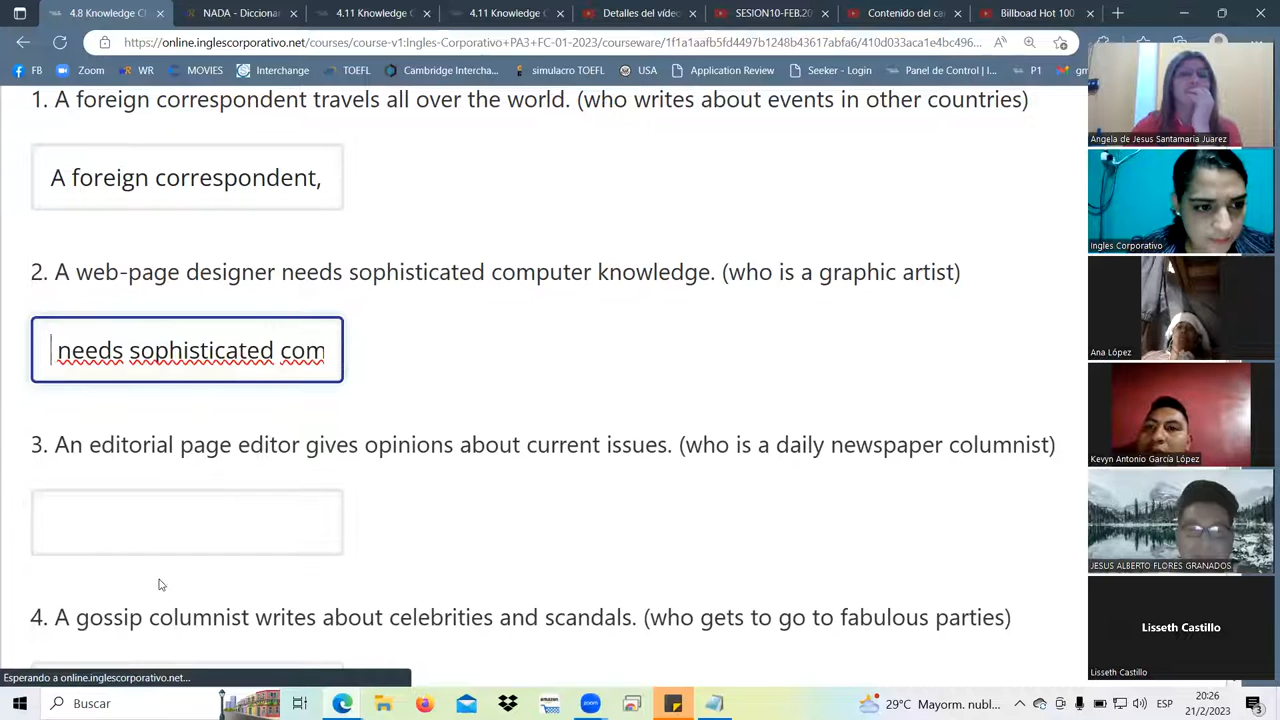 4.8 Knowledge Cl
NADA - Diccionar
4.11 Knowledge C
4.11 Knowledge C
Detalles del vídeo
SESION10-FEB.20
Contenido del ca
Billboad Hot 100
https://online.inglescorporativo.net/courses/course-v1:Ingles-Corporativo+PA3+FC-01-2023/courseware/1f1a1aafb5fd4497b1248b43617abfa6/410d033aca1e4bc496...
FB
Zoom
WR
MOVIES
Interchange
TOEFL
Cambridge Intercha...
simulacro TOEFL
USA
Application Review
Seeker - Login
Panel de Control | I...
gm
1. A foreign correspondent travels all over the world. (who writes about events in other countries)
A foreign correspondent,
2. A web-page designer needs sophisticated computer knowledge. (who is a graphic artist)
needs sophisticated com
3. An editorial page editor gives opinions about current issues. (who is a daily newspaper columnist)
4. A gossip columnist writes about celebrities and scandals. (who gets to go to fabulous parties)
Esperando a online.inglescorporativo.net...
Angela de Jesus Santamaria Juarez
Ingles Corporativo
Ana López
Kevyn Antonio García López
JESUS ALBERTO FLORES GRANADOS
Lisseth Castillo
Lisseth Castillo
Buscar
29°C Mayorm. nubl...
ESP
20:26
21/2/2023
3